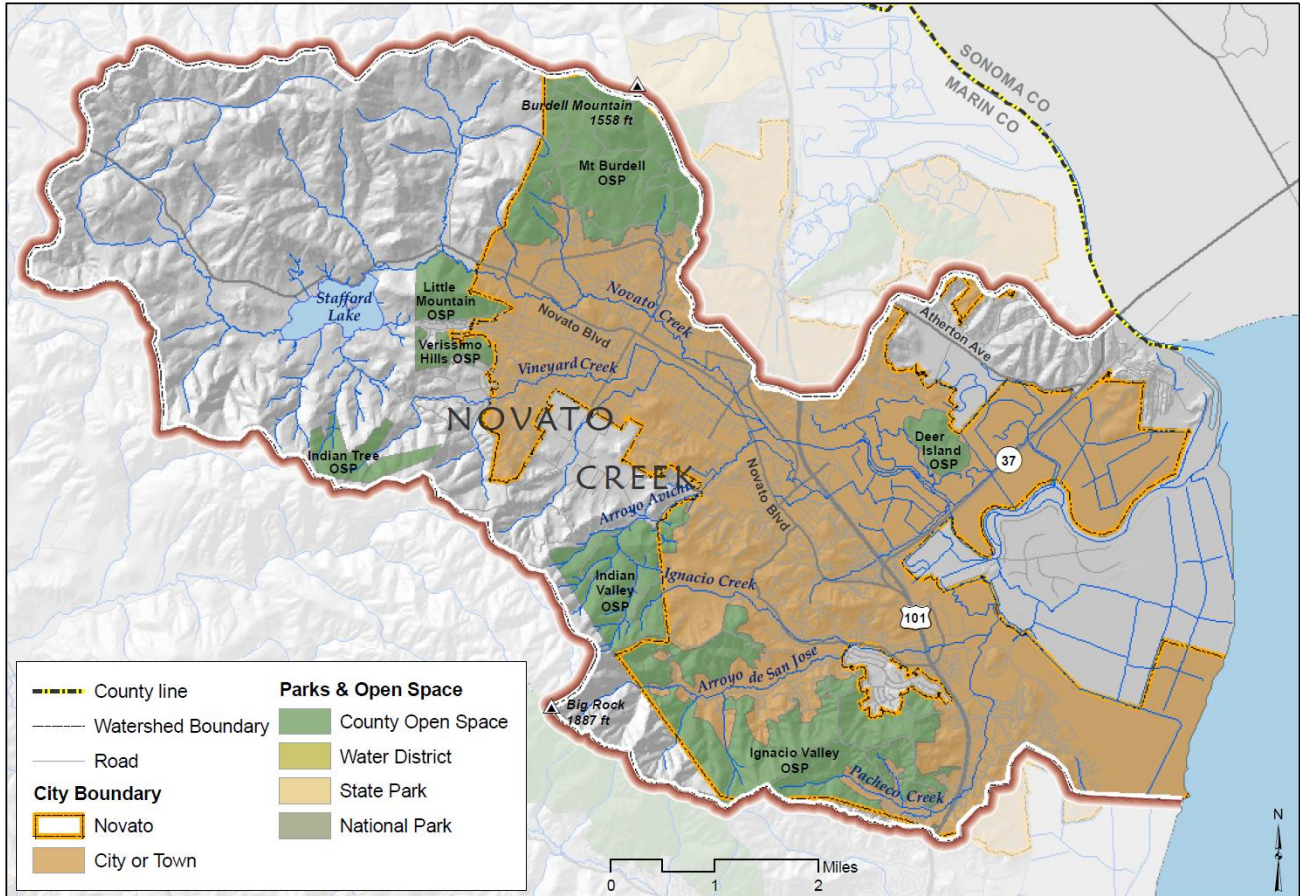 SONOMA CO
MARIN CO
Burdell Mountain
1558 ft
Mt Burdell
OSP
Stafford
Lake
Little
Mountain
OSP
Verissimo
Hills OSP
Novato Creek
Novato Blvd
Vineyard Creek
Atherton Ave
NOVATO
CREEK
Indian Tree
OSP
Deer
Island
OSP
37
Arroyo Avichi
Novato Blvd
Indian
Valley
OSP
Ignacio Creek
101
Arroyo de San Jose
Big Rock
1887 ft
Ignacio Valley
OSP
Pacheco Creek
County line
Watershed Boundary
Road
City Boundary
Novato
City or Town
Parks & Open Space
County Open Space
Water District
State Park
National Park
Miles
0 1 2
N